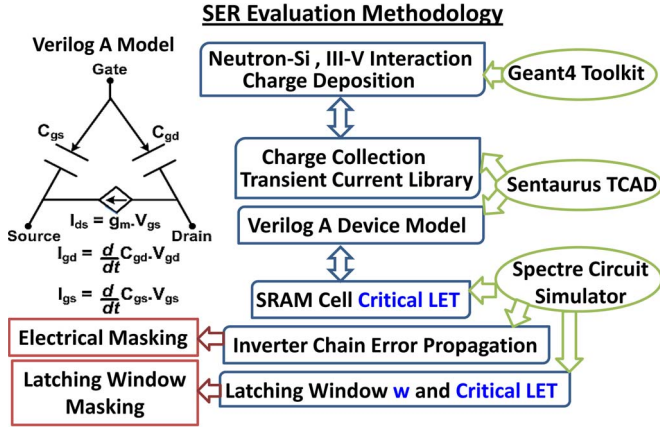 SER Evaluation Methodology
Verilog A Model
Gate
Cgs
Cgd
Ids = gm.Vgs
Source
Drain
Igd = d/dt Cgd.Vgd
Igs = d/dt Cgs.Vgs
Neutron-Si , III-V Interaction
Charge Deposition
Geant4 Toolkit
Charge Collection
Transient Current Library
Sentaurus TCAD
Verilog A Device Model
Spectre Circuit
Simulator
SRAM Cell Critical LET
Electrical Masking
Inverter Chain Error Propagation
Latching Window
Masking
Latching Window w and Critical LET